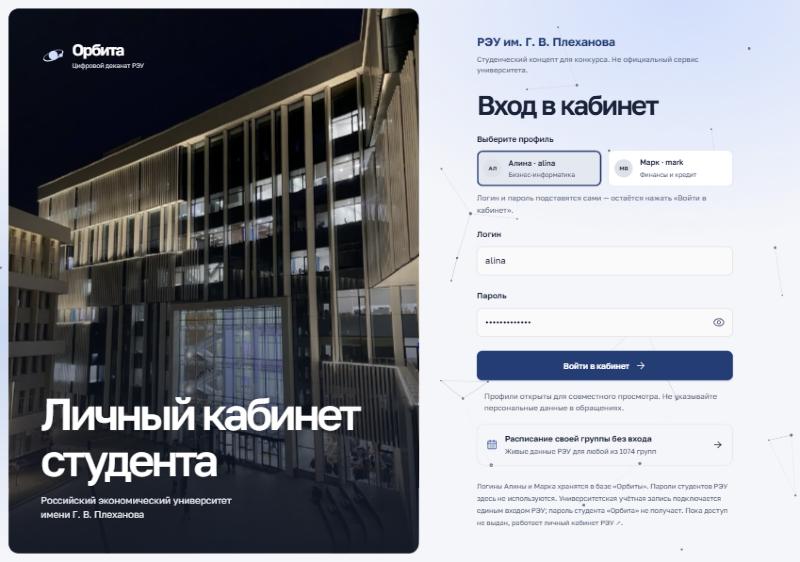 Орбита
Цифровой деканат РЭУ
Личный кабинет
студента
Российский экономический университет
имени Г. В. Плеханова
РЭУ им. Г. В. Плеханова
Студенческий концепт для конкурса. Не официальный сервис
университета.
Вход в кабинет
Выберите профиль
АЛ
Алина · alina
Бизнес-информатика
МВ
Марк · mark
Финансы и кредит
Логин и пароль подставятся сами — остаётся нажать «Войти в
кабинет».
Логин
alina
Пароль
•••••••••••••
Войти в кабинет →
Профили открыты для совместного просмотра. Не указывайте
персональные данные в обращениях.
Расписание своей группы без входа
Живые данные РЭУ для любой из 1074 групп
→
Логины Алины и Марка хранятся в базе «Орбиты». Пароли студентов РЭУ
здесь не используются. Университетская учётная запись подключается
единым входом РЭУ; пароль студента «Орбита» не получает. Пока доступ
не выдан, работает личный кабинет РЭУ ↗.